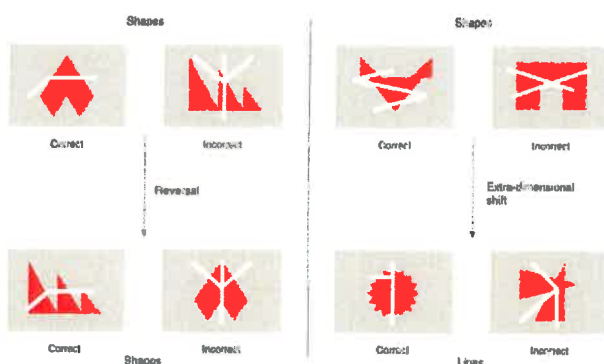 Shapes
Shapes
Correct
Incorrect
Correct
Incorrect
Reversal
Extra-dimensional
shift
Correct
Incorrect
Correct
Incorrect
Shapes
Lines